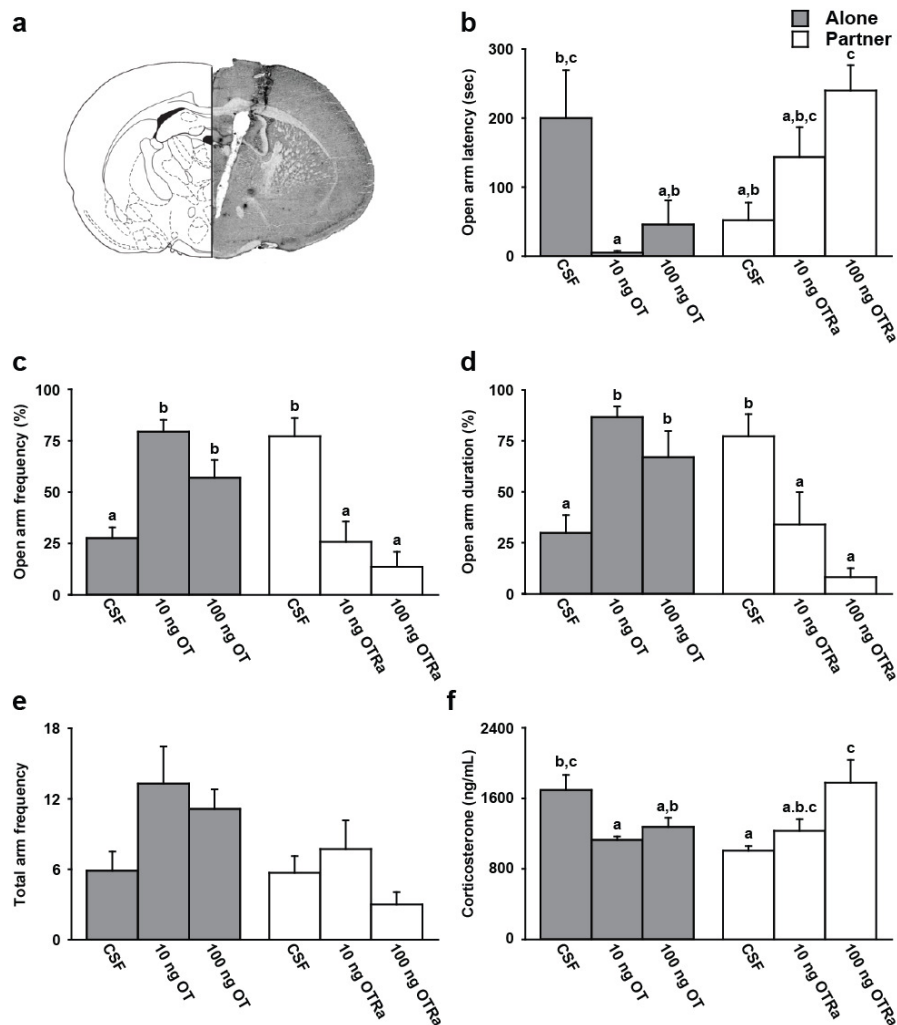 a
b
Alone
Partner
Open arm latency (sec)
300
200
100
0
b,c
a
a,b
a,b
a,b,c
c
CSF
10 ng OT
100 ng OT
CSF
10 ng OTRa
100 ng OTRa
c
Open arm frequency (%)
100
75
50
25
0
a
b
b
b
a
a
CSF
10 ng OT
100 ng OT
CSF
10 ng OTRa
100 ng OTRa
d
Open arm duration (%)
100
75
50
25
0
a
b
b
b
a
a
CSF
10 ng OT
100 ng OT
CSF
10 ng OTRa
100 ng OTRa
e
Total arm frequency
18
12
6
0
CSF
10 ng OT
100 ng OT
CSF
10 ng OTRa
100 ng OTRa
f
Corticosterone (ng/mL)
2400
1600
800
0
b,c
a
a,b
a
a.b.c
c
CSF
10 ng OT
100 ng OT
CSF
10 ng OTRa
100 ng OTRa